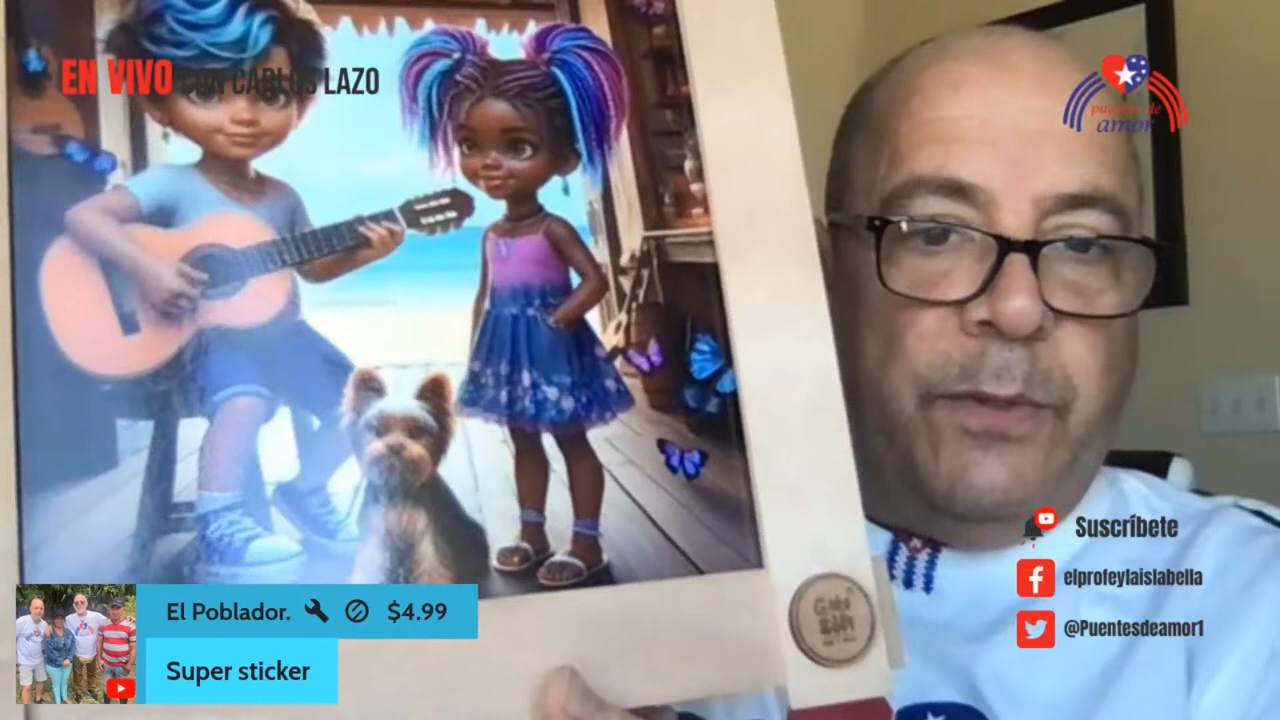 EN VIVO CON CARLOS LAZO
puentes de
amor
Suscríbete
elprofeylaislabella
@Puentesdeamor1
El Poblador. $4.99
Super sticker